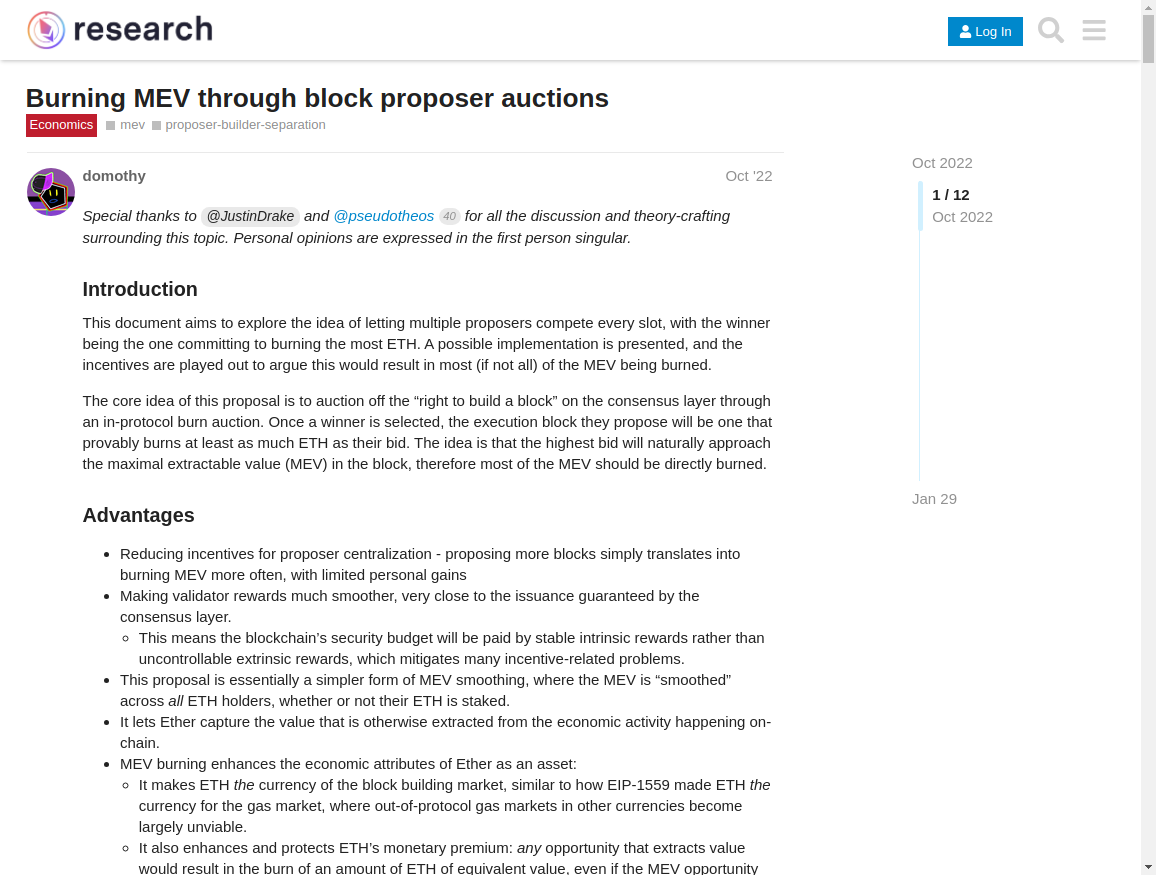 research
Log In
Burning MEV through block proposer auctions
Economics mev proposer-builder-separation
domothy Oct '22
Special thanks to @JustinDrake and @pseudotheos 40 for all the discussion and theory-crafting
surrounding this topic. Personal opinions are expressed in the first person singular.
Introduction
This document aims to explore the idea of letting multiple proposers compete every slot, with the winner
being the one committing to burning the most ETH. A possible implementation is presented, and the
incentives are played out to argue this would result in most (if not all) of the MEV being burned.
The core idea of this proposal is to auction off the “right to build a block” on the consensus layer through
an in-protocol burn auction. Once a winner is selected, the execution block they propose will be one that
provably burns at least as much ETH as their bid. The idea is that the highest bid will naturally approach
the maximal extractable value (MEV) in the block, therefore most of the MEV should be directly burned.
Advantages
Reducing incentives for proposer centralization - proposing more blocks simply translates into
burning MEV more often, with limited personal gains
Making validator rewards much smoother, very close to the issuance guaranteed by the
consensus layer.
This means the blockchain’s security budget will be paid by stable intrinsic rewards rather than
uncontrollable extrinsic rewards, which mitigates many incentive-related problems.
This proposal is essentially a simpler form of MEV smoothing, where the MEV is “smoothed”
across all ETH holders, whether or not their ETH is staked.
It lets Ether capture the value that is otherwise extracted from the economic activity happening on-
chain.
MEV burning enhances the economic attributes of Ether as an asset:
It makes ETH the currency of the block building market, similar to how EIP-1559 made ETH the
currency for the gas market, where out-of-protocol gas markets in other currencies become
largely unviable.
It also enhances and protects ETH’s monetary premium: any opportunity that extracts value
would result in the burn of an amount of ETH of equivalent value, even if the MEV opportunity
Oct 2022
1 / 12
Oct 2022
Jan 29